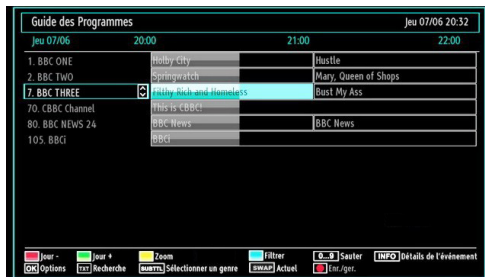 Guide des Programmes Jeu 07/06 20:32
Jeu 07/06 20:00 21:00 22:00
1. BBC ONE Holby City Hustle
2. BBC TWO Springwatch Mary, Queen of Shops
7. BBC THREE Filthy Rich and Homeless Bust My Ass
70. CBBC Channel This is CBBC!
80. BBC NEWS 24 BBC News BBC News
105. BBCi BBCi
Jour - Jour + Zoom Filtrer 0...9 Sauter INFO Détails de l'événement
OK Options TXT Recherche SUBTTL Sélectionner un genre SWAP Actuel Enr./ger.